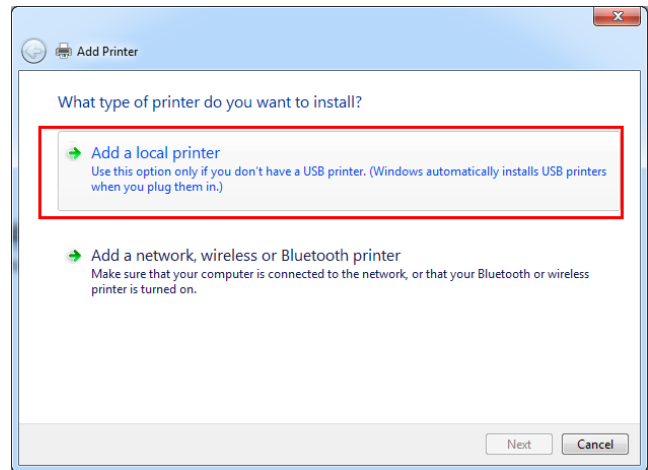 Add Printer
What type of printer do you want to install?
Add a local printer
Use this option only if you don't have a USB printer. (Windows automatically installs USB printers
when you plug them in.)
Add a network, wireless or Bluetooth printer
Make sure that your computer is connected to the network, or that your Bluetooth or wireless
printer is turned on.
Next
Cancel